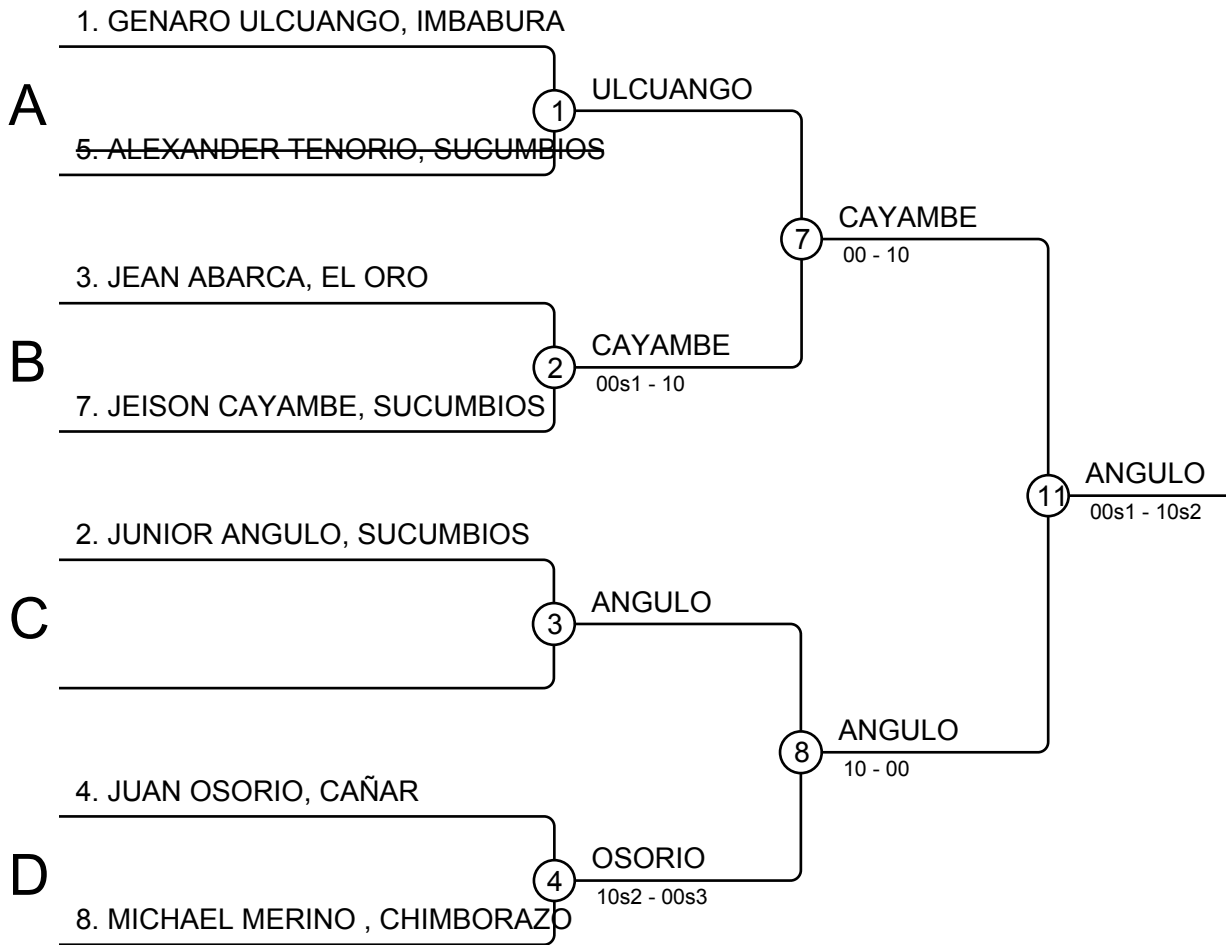 1. GENARO ULCUANGO, IMBABURA
A
1
ULCUANGO
5. ALEXANDER TENORIO, SUCUMBIOS
7
CAYAMBE
00 - 10
3. JEAN ABARCA, EL ORO
B
2
CAYAMBE
00s1 - 10
7. JEISON CAYAMBE, SUCUMBIOS
11
ANGULO
00s1 - 10s2
2. JUNIOR ANGULO, SUCUMBIOS
C
3
ANGULO
8
ANGULO
10 - 00
4. JUAN OSORIO, CAÑAR
D
4
OSORIO
10s2 - 00s3
8. MICHAEL MERINO , CHIMBORAZO